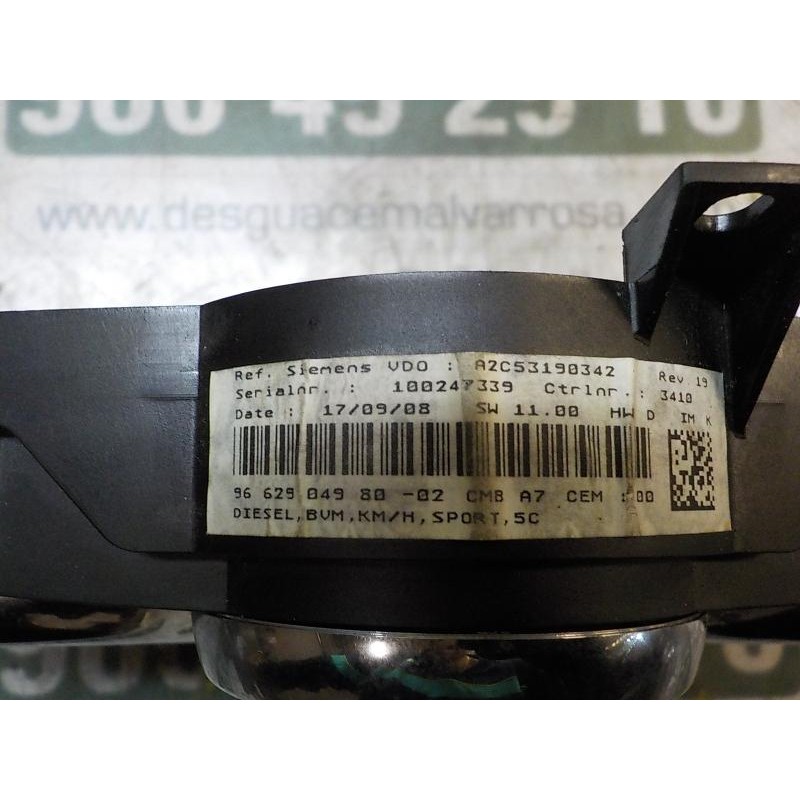 www.desguacemalvarrosa.
Ref. Siemens VDO : A2C53190342 Rev 19
Serialnr. : 100247339 Ctrlnr. : 3410
Date : 17/09/08 SW 11.00 HW D IM K
96 629 049 80 -02 CMB A7 CEM :00
DIESEL,BVM,KM/H,SPORT,5C